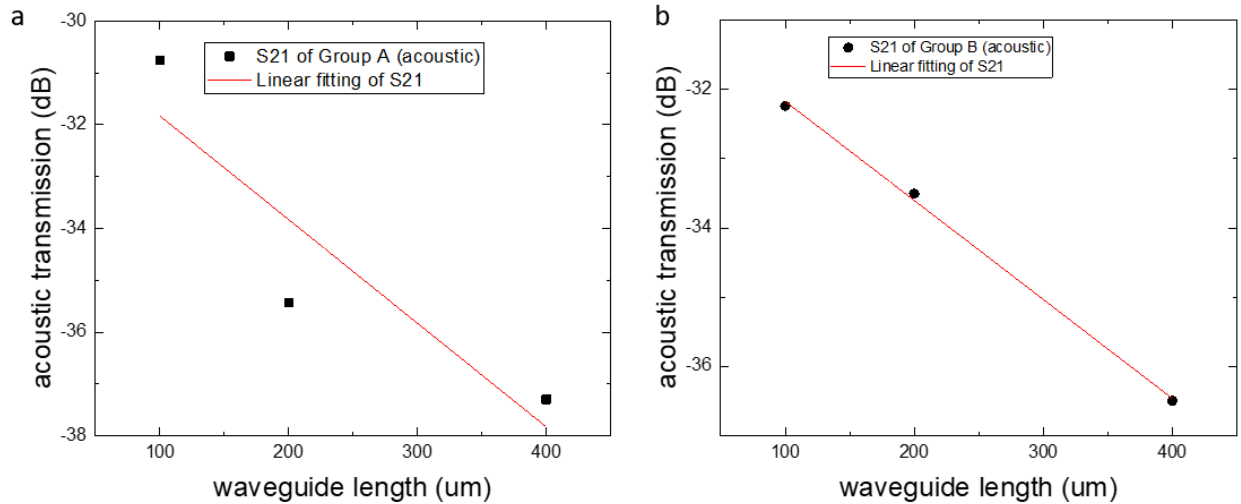 a
S21 of Group A (acoustic)
Linear fitting of S21
acoustic transmission (dB)
-30
-32
-34
-36
-38
100
200
300
400
waveguide length (um)
b
S21 of Group B (acoustic)
Linear fitting of S21
acoustic transmission (dB)
-32
-34
-36
100
200
300
400
waveguide length (um)